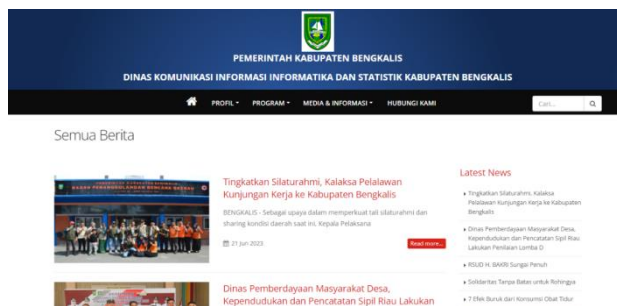 PEMERINTAH KABUPATEN BENGKALIS
DINAS KOMUNIKASI INFORMASI INFORMATIKA DAN STATISTIK KABUPATEN BENGKALIS
PROFIL PROGRAM MEDIA & INFORMASI HUBUNGI KAMI
Cari...
Semua Berita
BADAN PENANGGULANGAN BENCANA DAERAH
Tingkatkan Silaturahmi, Kalaksa Pelalawan
Kunjungan Kerja ke Kabupaten Bengkalis
BENGKALIS - Sebagai upaya dalam memperkuat tali silaturahmi dan
sharing kondisi daerah saat ini, Kepala Pelaksana
21 Jun 2023
Read more...
Dinas Pemberdayaan Masyarakat Desa,
Kependudukan dan Pencatatan Sipil Riau Lakukan
Latest News
Tingkatkan Silaturahmi, Kalaksa
Pelalawan Kunjungan Kerja ke Kabupaten
Bengkalis
Dinas Pemberdayaan Masyarakat Desa,
Kependudukan dan Pencatatan Sipil Riau
Lakukan Penilaian Lomba D
RSUD H. BAKRI Sungai Penuh
Solidaritas Tanpa Batas untuk Rohingya
7 Efek Buruk dari Konsumsi Obat Tidur